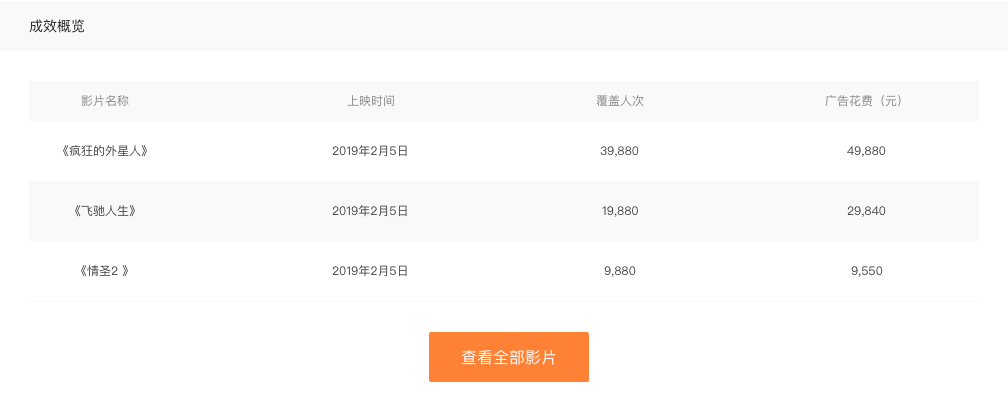 成效概览
影片名称 上映时间 覆盖人次 广告花费（元）
《疯狂的外星人》 2019年2月5日 39,880 49,880
《飞驰人生》 2019年2月5日 19,880 29,840
《情圣2 》 2019年2月5日 9,880 9,550
查看全部影片